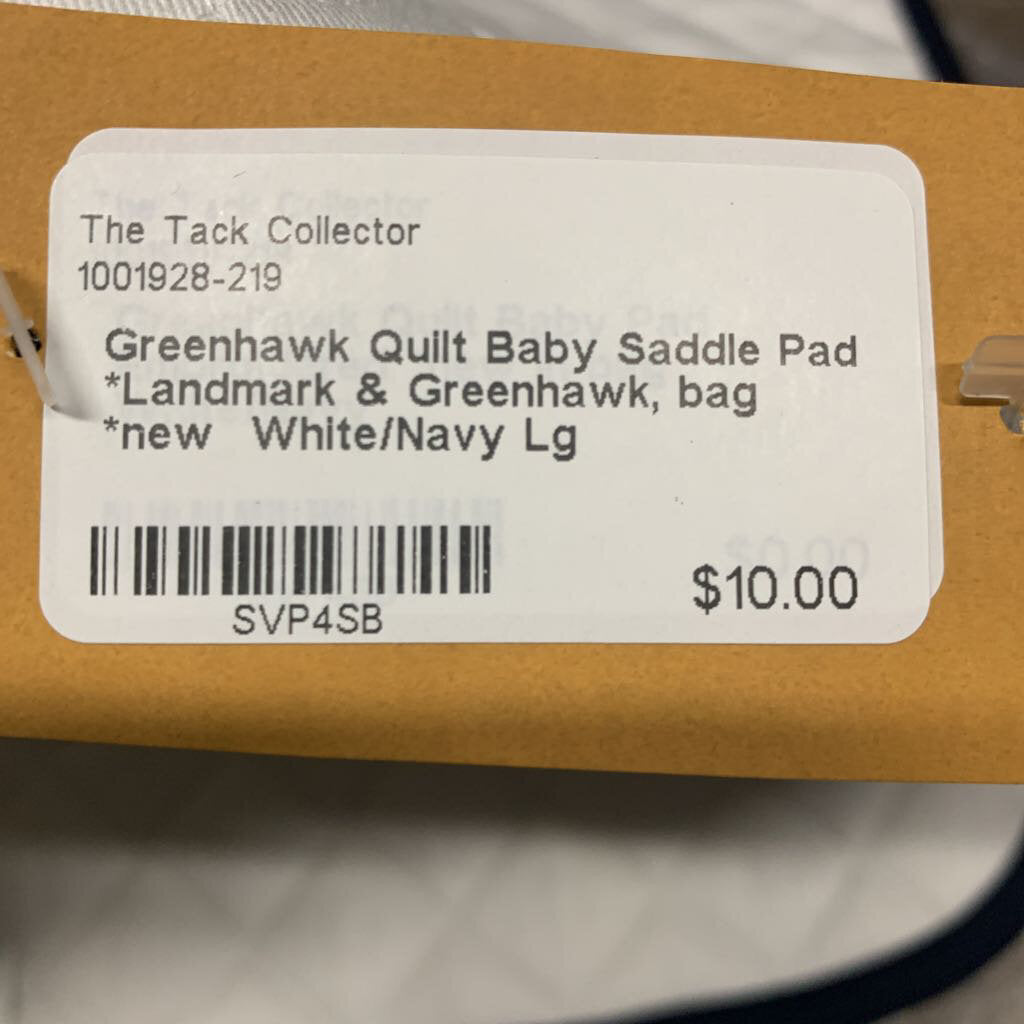 The Tack Collector
1001928-219
Greenhawk Quilt Baby Saddle Pad
*Landmark & Greenhawk, bag
*new White/Navy Lg
SVP4SB
$10.00